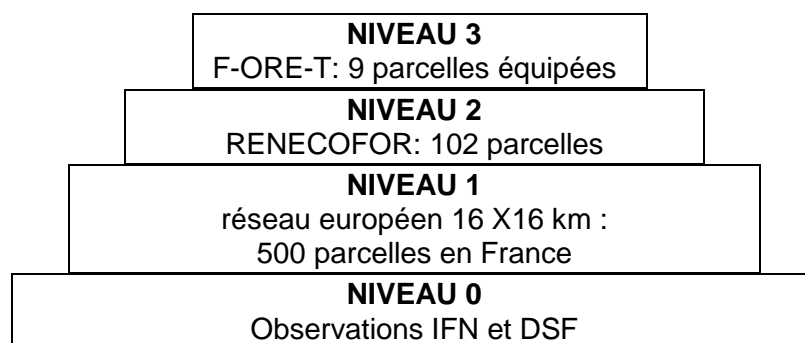 NIVEAU 3
F-ORE-T: 9 parcelles équipées
NIVEAU 2
RENECOFOR: 102 parcelles
NIVEAU 1
réseau européen 16 X16 km :
500 parcelles en France
NIVEAU 0
Observations IFN et DSF